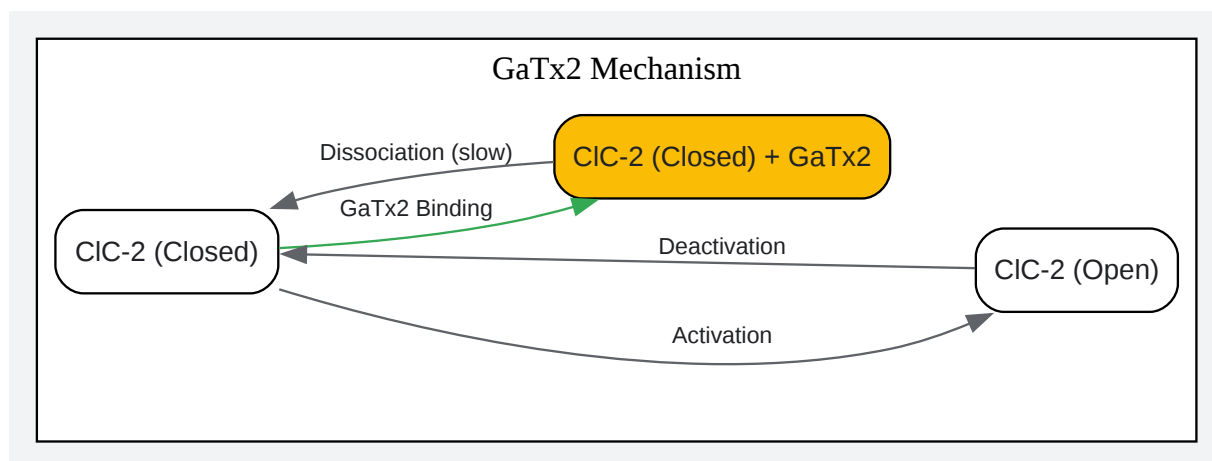 GaTx2 Mechanism
Dissociation (slow)
ClC-2 (Closed) + GaTx2
GaTx2 Binding
ClC-2 (Closed)
Deactivation
ClC-2 (Open)
Activation